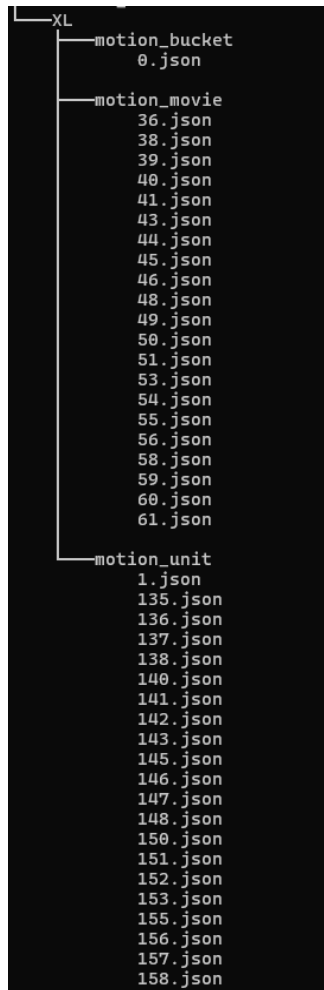 XL
motion_bucket
0.json
motion_movie
36.json
38.json
39.json
40.json
41.json
43.json
44.json
45.json
46.json
48.json
49.json
50.json
51.json
53.json
54.json
55.json
56.json
58.json
59.json
60.json
61.json
motion_unit
1.json
135.json
136.json
137.json
138.json
140.json
141.json
142.json
143.json
145.json
146.json
147.json
148.json
150.json
151.json
152.json
153.json
155.json
156.json
157.json
158.json